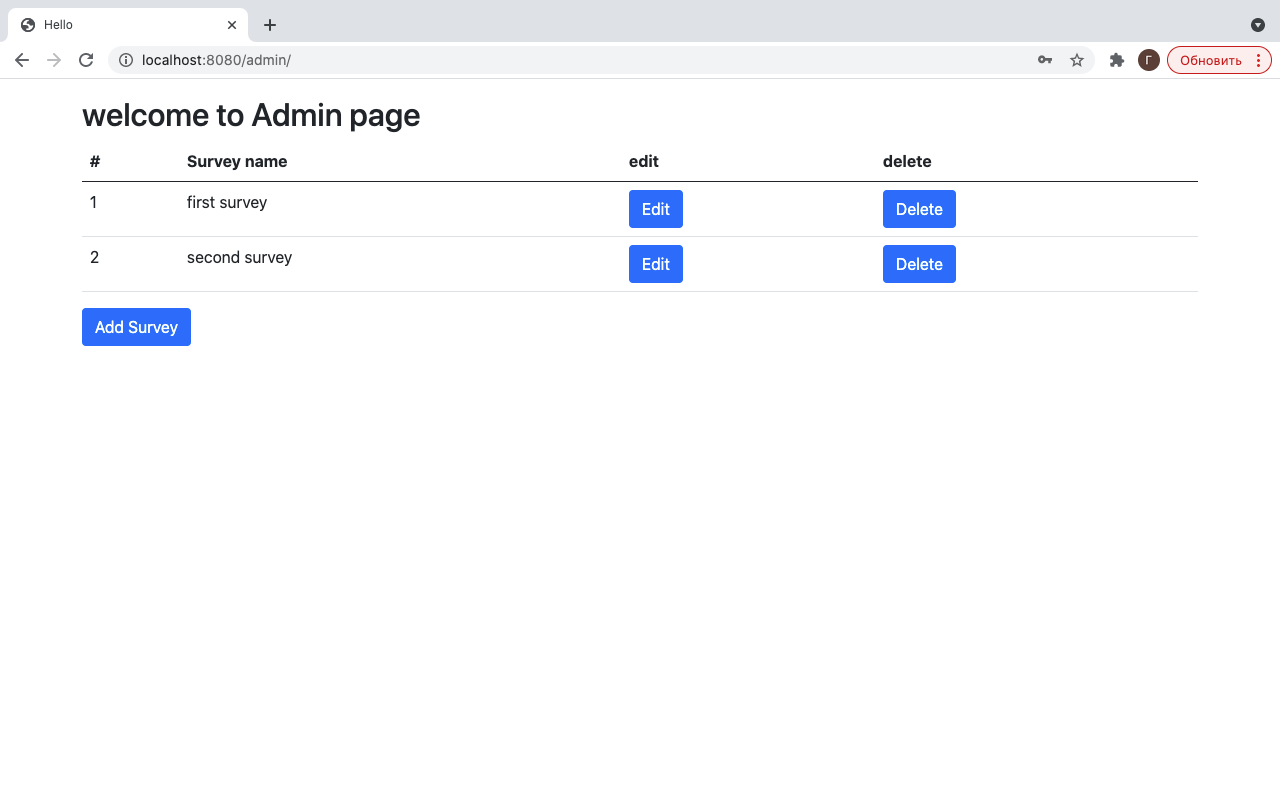 Hello
localhost:8080/admin/
Г
Обновить
welcome to Admin page
# Survey name edit delete
1 first survey Edit Delete
2 second survey Edit Delete
Add Survey